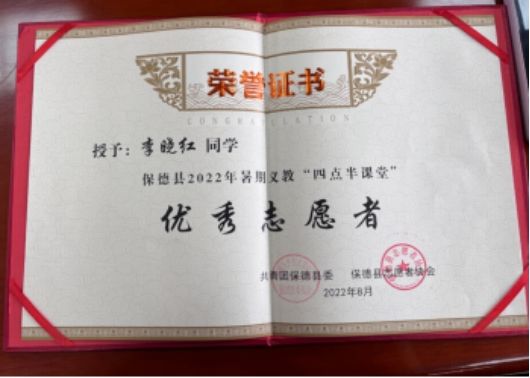 荣誉证书
CONGRATULATION
授予：李晓红 同学
保德县2022年暑期义教“四点半课堂”
优秀志愿者
共青团保德县委 保德县志愿者协会
2022年8月